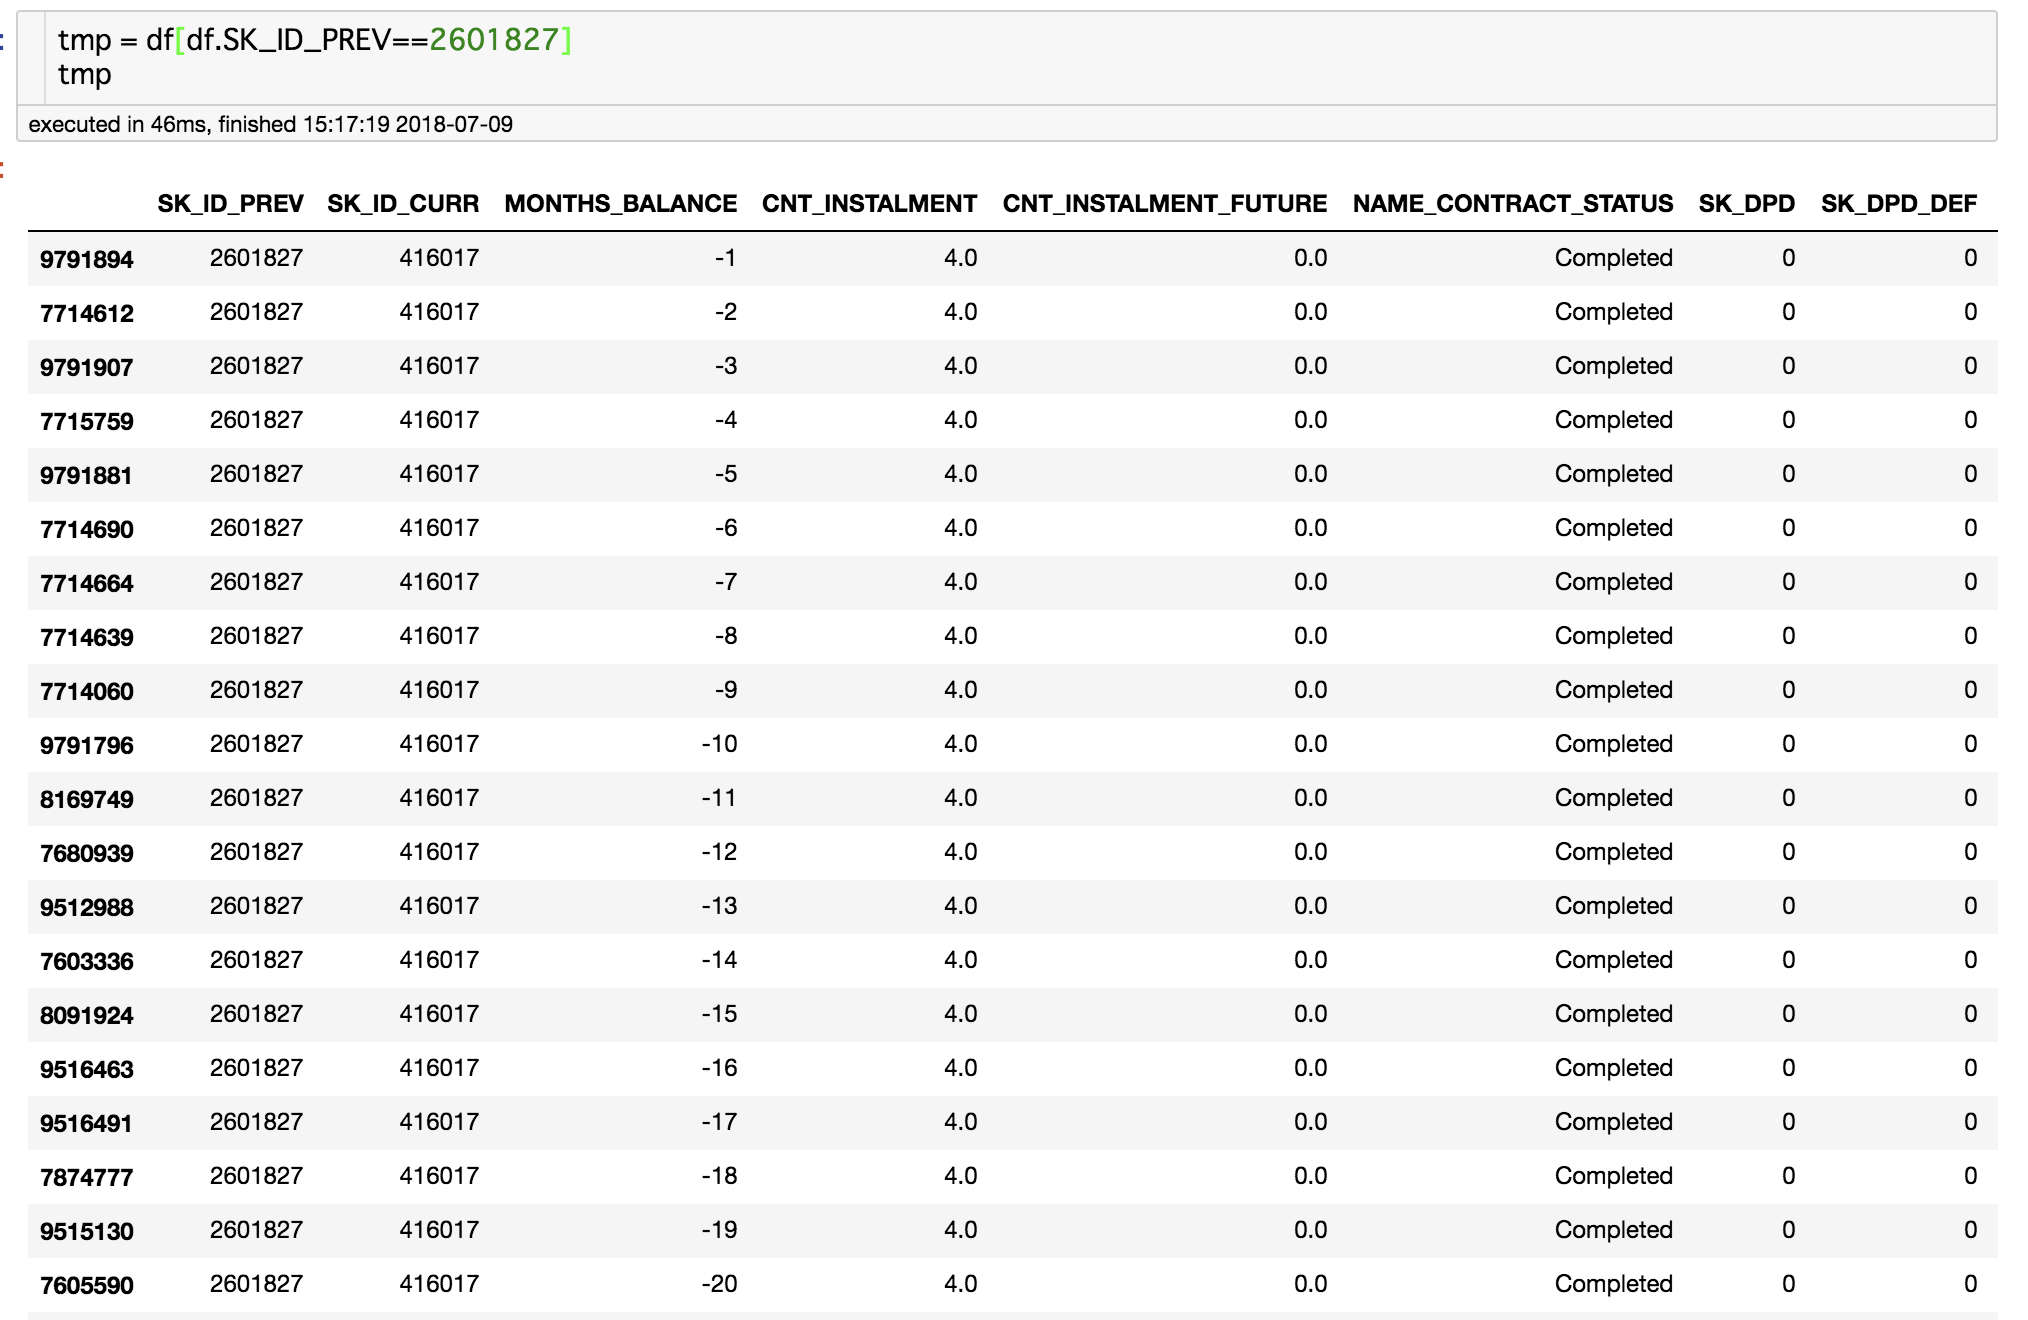 tmp = df[df.SK_ID_PREV==2601827]
tmp
executed in 46ms, finished 15:17:19 2018-07-09
SK_ID_PREV SK_ID_CURR MONTHS_BALANCE CNT_INSTALMENT CNT_INSTALMENT_FUTURE NAME_CONTRACT_STATUS SK_DPD SK_DPD_DEF
9791894 2601827 416017 -1 4.0 0.0 Completed 0 0
7714612 2601827 416017 -2 4.0 0.0 Completed 0 0
9791907 2601827 416017 -3 4.0 0.0 Completed 0 0
7715759 2601827 416017 -4 4.0 0.0 Completed 0 0
9791881 2601827 416017 -5 4.0 0.0 Completed 0 0
7714690 2601827 416017 -6 4.0 0.0 Completed 0 0
7714664 2601827 416017 -7 4.0 0.0 Completed 0 0
7714639 2601827 416017 -8 4.0 0.0 Completed 0 0
7714060 2601827 416017 -9 4.0 0.0 Completed 0 0
9791796 2601827 416017 -10 4.0 0.0 Completed 0 0
8169749 2601827 416017 -11 4.0 0.0 Completed 0 0
7680939 2601827 416017 -12 4.0 0.0 Completed 0 0
9512988 2601827 416017 -13 4.0 0.0 Completed 0 0
7603336 2601827 416017 -14 4.0 0.0 Completed 0 0
8091924 2601827 416017 -15 4.0 0.0 Completed 0 0
9516463 2601827 416017 -16 4.0 0.0 Completed 0 0
9516491 2601827 416017 -17 4.0 0.0 Completed 0 0
7874777 2601827 416017 -18 4.0 0.0 Completed 0 0
9515130 2601827 416017 -19 4.0 0.0 Completed 0 0
7605590 2601827 416017 -20 4.0 0.0 Completed 0 0